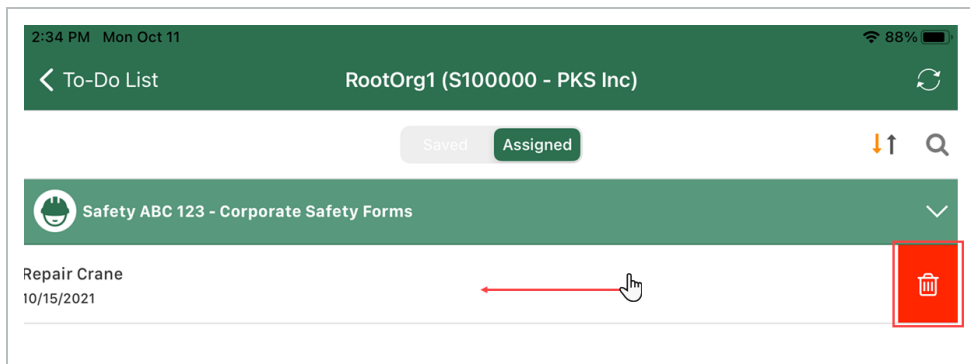 2:34 PM Mon Oct 11
88%
To-Do List
RootOrg1 (S100000 - PKS Inc)
Saved
Assigned
Safety ABC 123 - Corporate Safety Forms
Repair Crane
10/15/2021